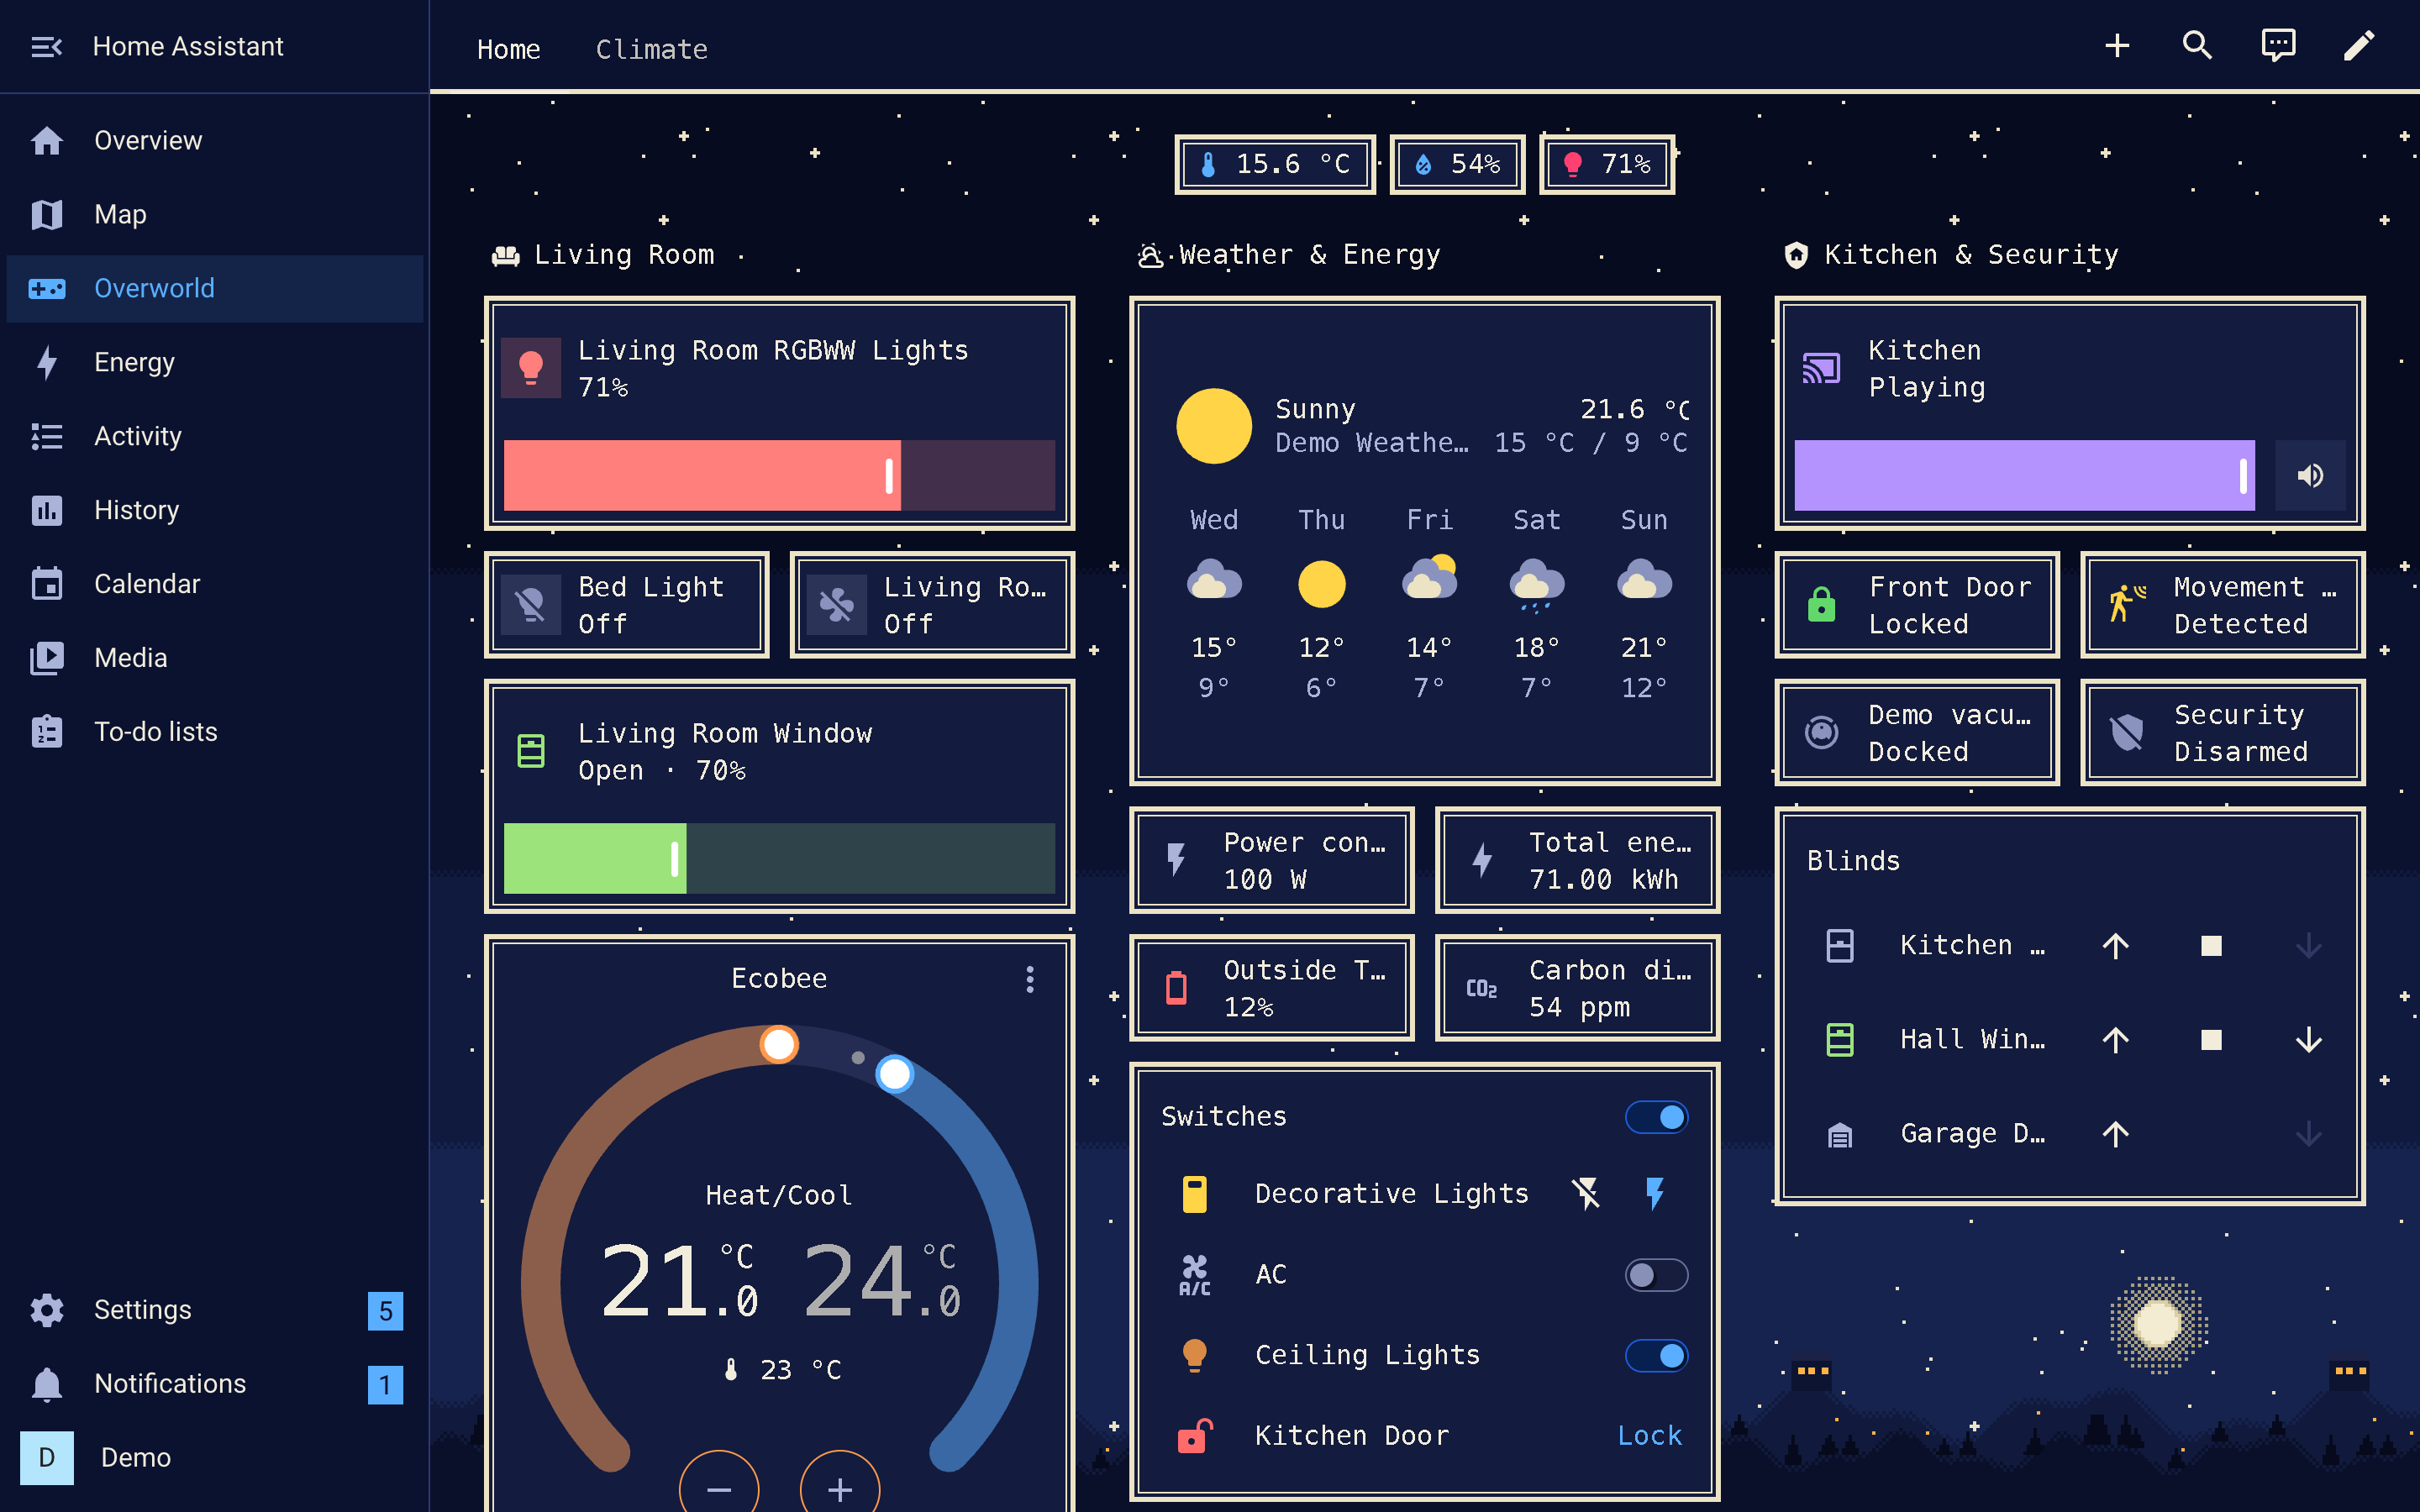 Home Assistant
Overview
Map
Overworld
Energy
Activity
History
Calendar
Media
To-do lists
Settings 5
Notifications 1
D Demo
Home Climate
15.6 °C 54% 71%
Living Room
Living Room RGBWW Lights
71%
Bed Light
Off
Living Ro…
Off
Living Room Window
Open · 70%
Ecobee
Heat/Cool
21.0 °C 24.0 °C
23 °C
Weather & Energy
Sunny 21.6 °C
Demo Weathe… 15 °C / 9 °C
Wed Thu Fri Sat Sun
15° 12° 14° 18° 21°
9° 6° 7° 7° 12°
Power con…
100 W
Total ene…
71.00 kWh
Outside T…
12%
CO₂
Carbon di…
54 ppm
Switches
Decorative Lights
A/C AC
Ceiling Lights
Kitchen Door Lock
Kitchen & Security
Kitchen
Playing
Front Door
Locked
Movement …
Detected
Demo vacu…
Docked
Security
Disarmed
Blinds
Kitchen …
Hall Win…
Garage D…